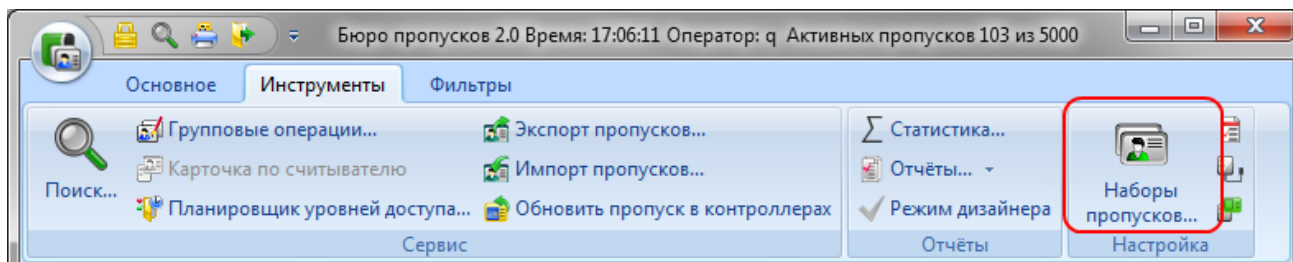 Бюро пропусков 2.0 Время: 17:06:11 Оператор: q Активных пропусков 103 из 5000
Основное Инструменты Фильтры
Поиск...
Групповые операции...
Карточка по считывателю
Планировщик уровней доступа...
Экспорт пропусков...
Импорт пропусков...
Обновить пропуск в контроллерах
Сервис
Статистика...
Отчёты...
Режим дизайнера
Отчёты
Наборы
пропусков...
Настройка